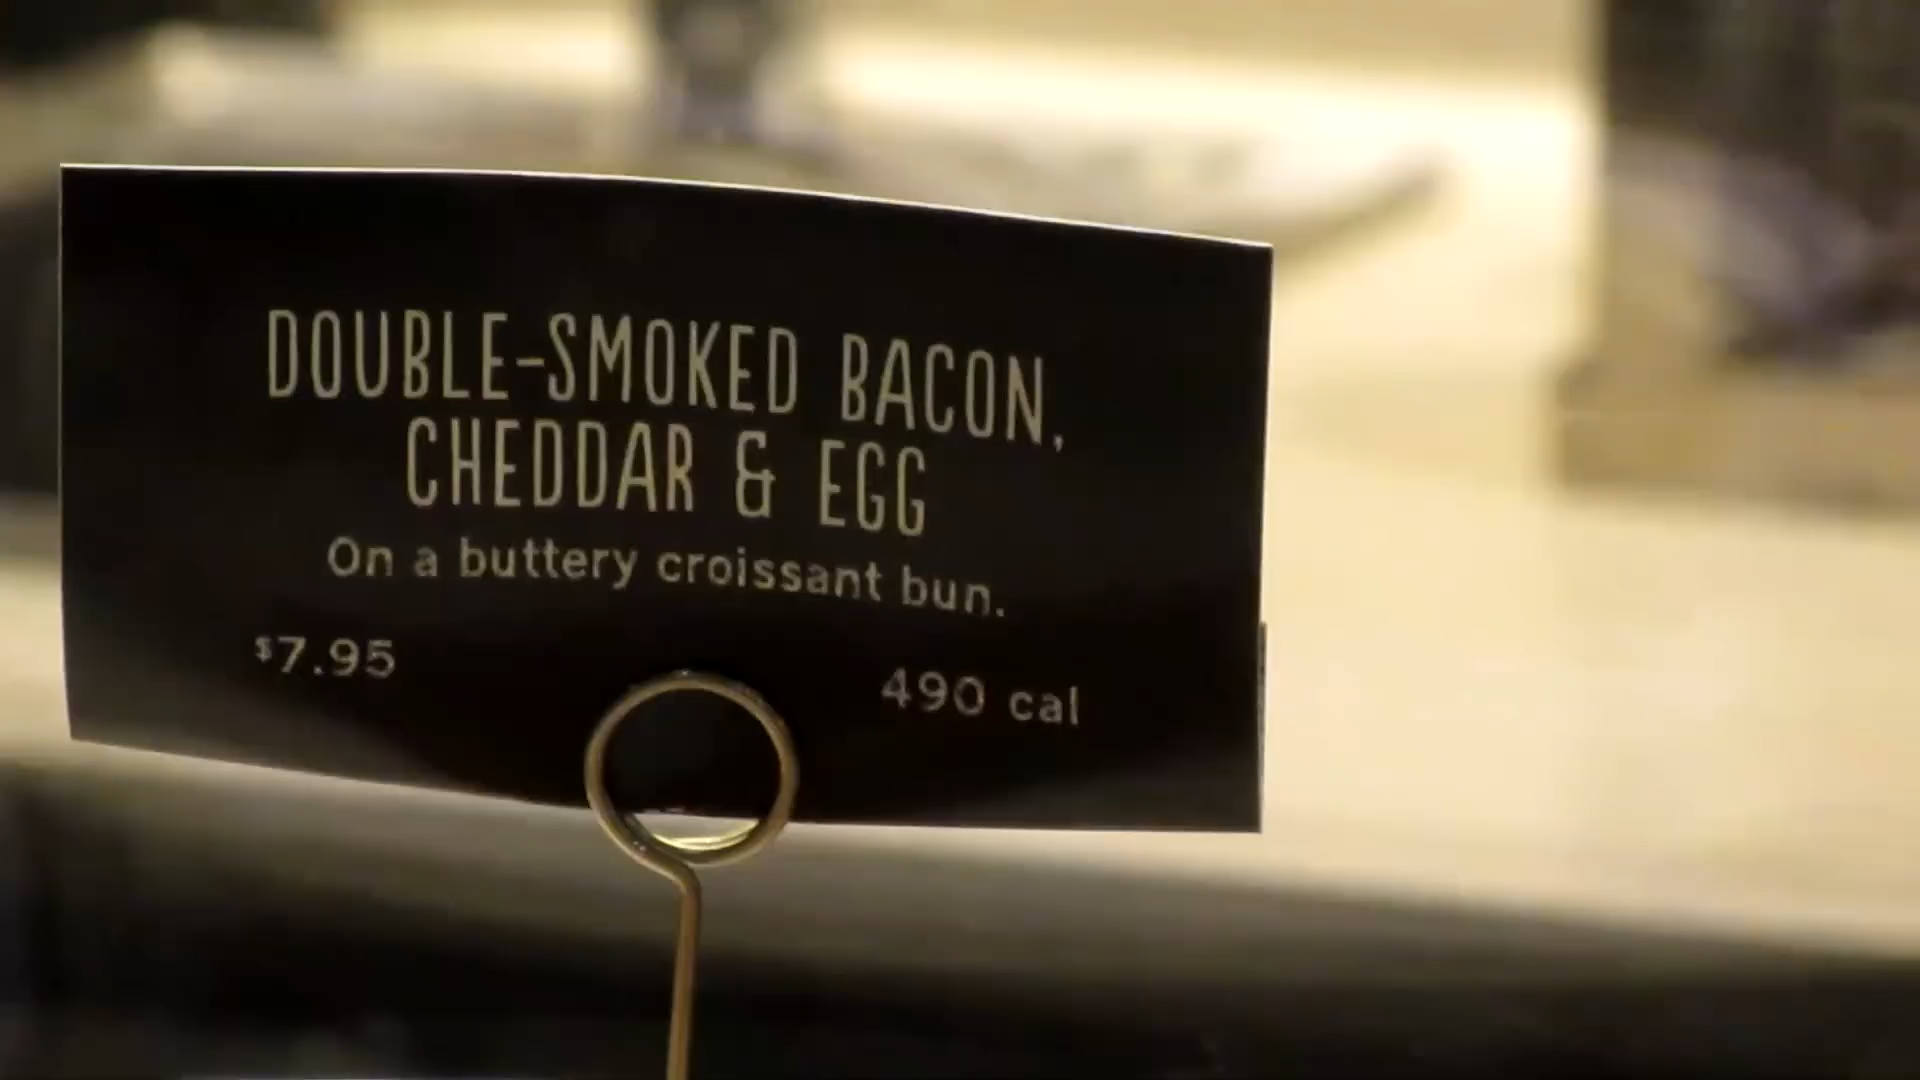 DOUBLE-SMOKED BACON,
CHEDDAR & EGG
On a buttery croissant bun.
$7.95 490 cal